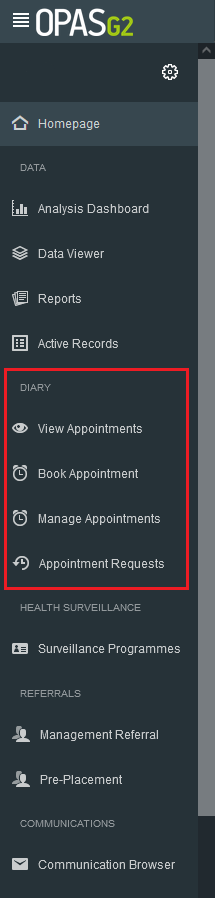 OPASG2
Homepage
DATA
Analysis Dashboard
Data Viewer
Reports
Active Records
DIARY
View Appointments
Book Appointment
Manage Appointments
Appointment Requests
HEALTH SURVEILLANCE
Surveillance Programmes
REFERRALS
Management Referral
Pre-Placement
COMMUNICATIONS
Communication Browser